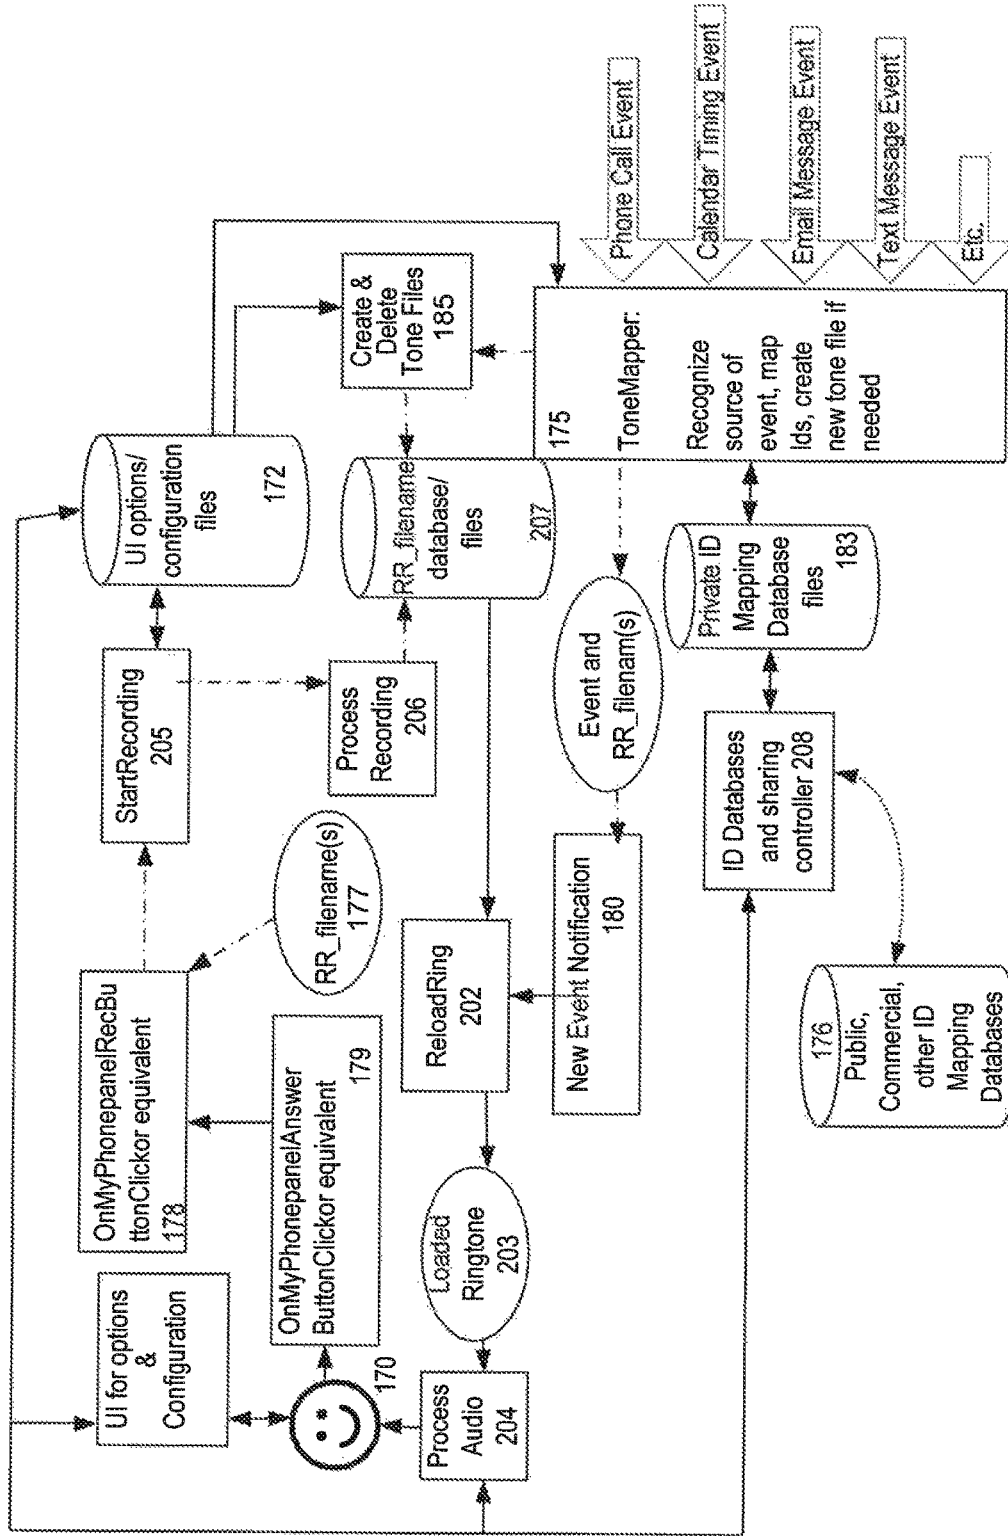 UI for options
&
Configuration
OnMyPhonepanelRecBu
ttonClickor equivalent
178
StartRecording
205
UI options/
configuration
files
172
OnMyPhonepanelAnswer
ButtonClickor equivalent
179
170
RR_filename(s)
177
Process
Recording
206
Create &
Delete
Tone Files
185
RR_filename
database/
files
207
Process
Audio
204
Loaded
Ringtone
203
ReloadRing
202
New Event Notification
180
Event and
RR_filenam(s)
175
ToneMapper:
Recognize
source of
event, map
Ids, create
new tone file if
needed
Phone Call Event
Calendar Timing Event
Email Message Event
Text Message Event
Etc.
Private ID
Mapping
Database
files
183
ID Databases
and sharing
controller 208
176
Public,
Commercial,
other ID
Mapping
Databases